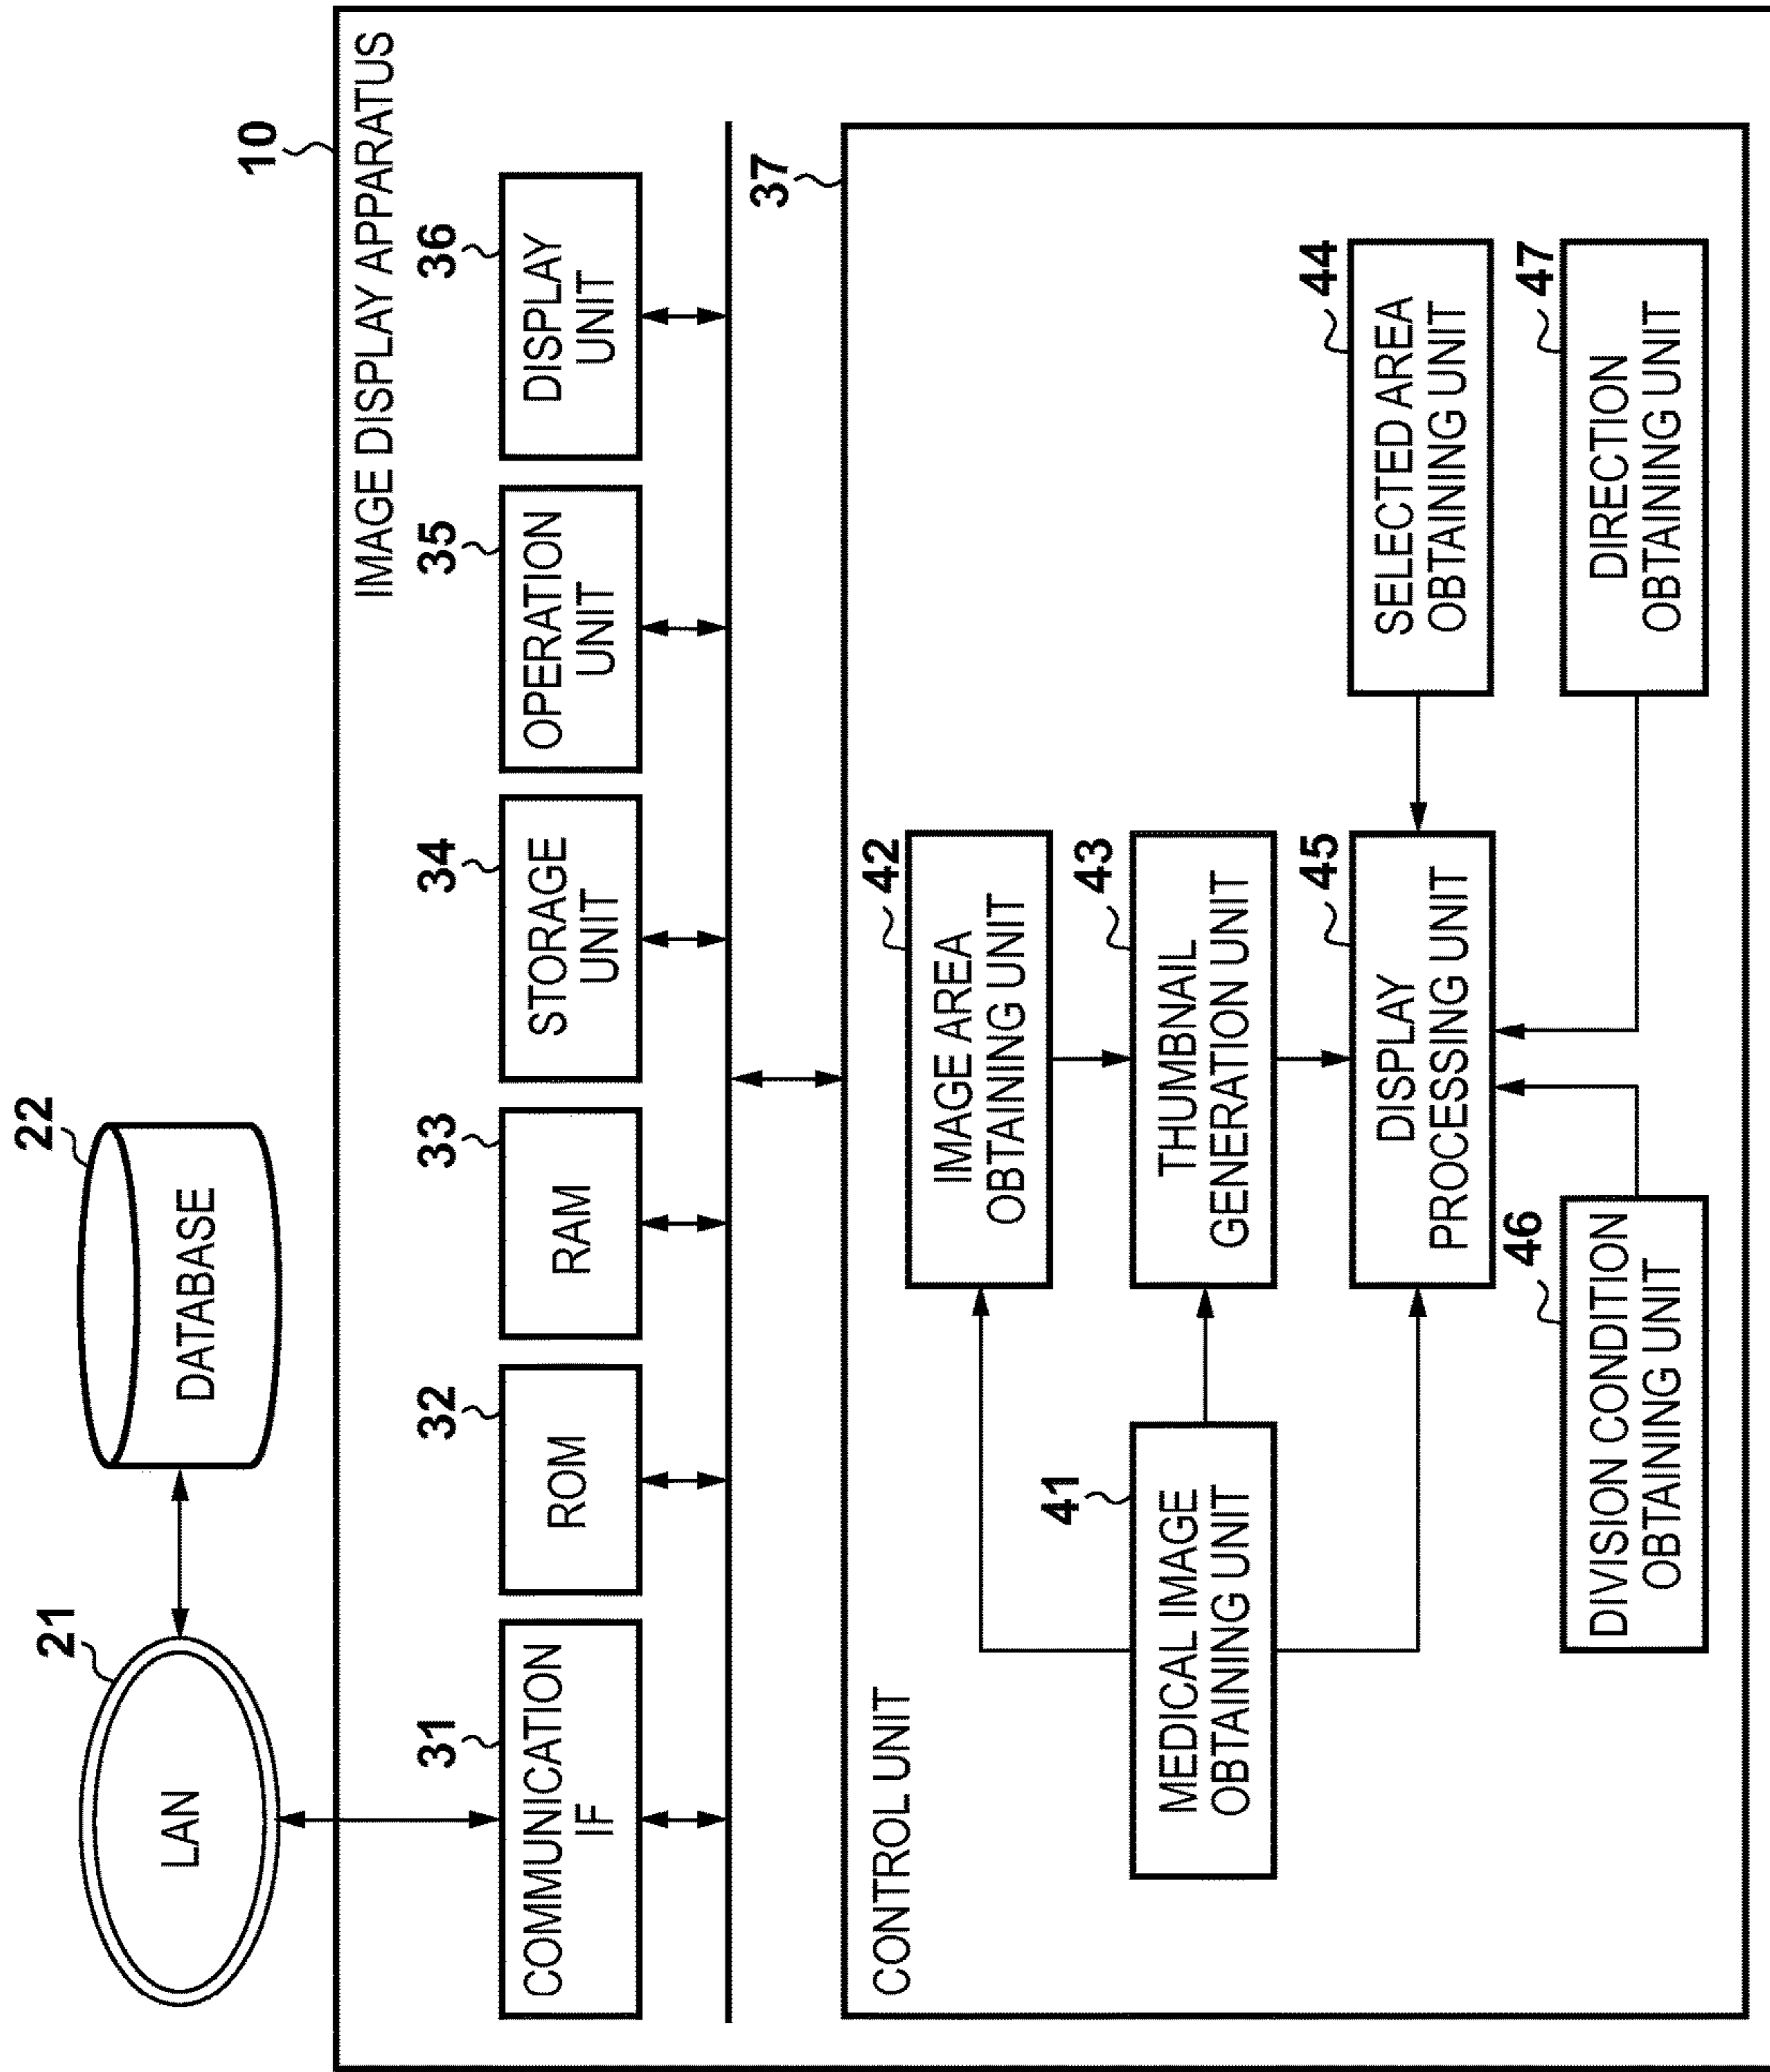 21
LAN
22
DATABASE
10
IMAGE DISPLAY APPARATUS
31
COMMUNICATION
IF
32
ROM
33
RAM
34
STORAGE
UNIT
35
OPERATION
UNIT
36
DISPLAY
UNIT
37
CONTROL UNIT
42
IMAGE AREA
OBTAINING UNIT
41
MEDICAL IMAGE
OBTAINING UNIT
43
THUMBNAIL
GENERATION UNIT
45
DISPLAY
PROCESSING UNIT
44
SELECTED AREA
OBTAINING UNIT
46
DIVISION CONDITION
OBTAINING UNIT
47
DIRECTION
OBTAINING UNIT